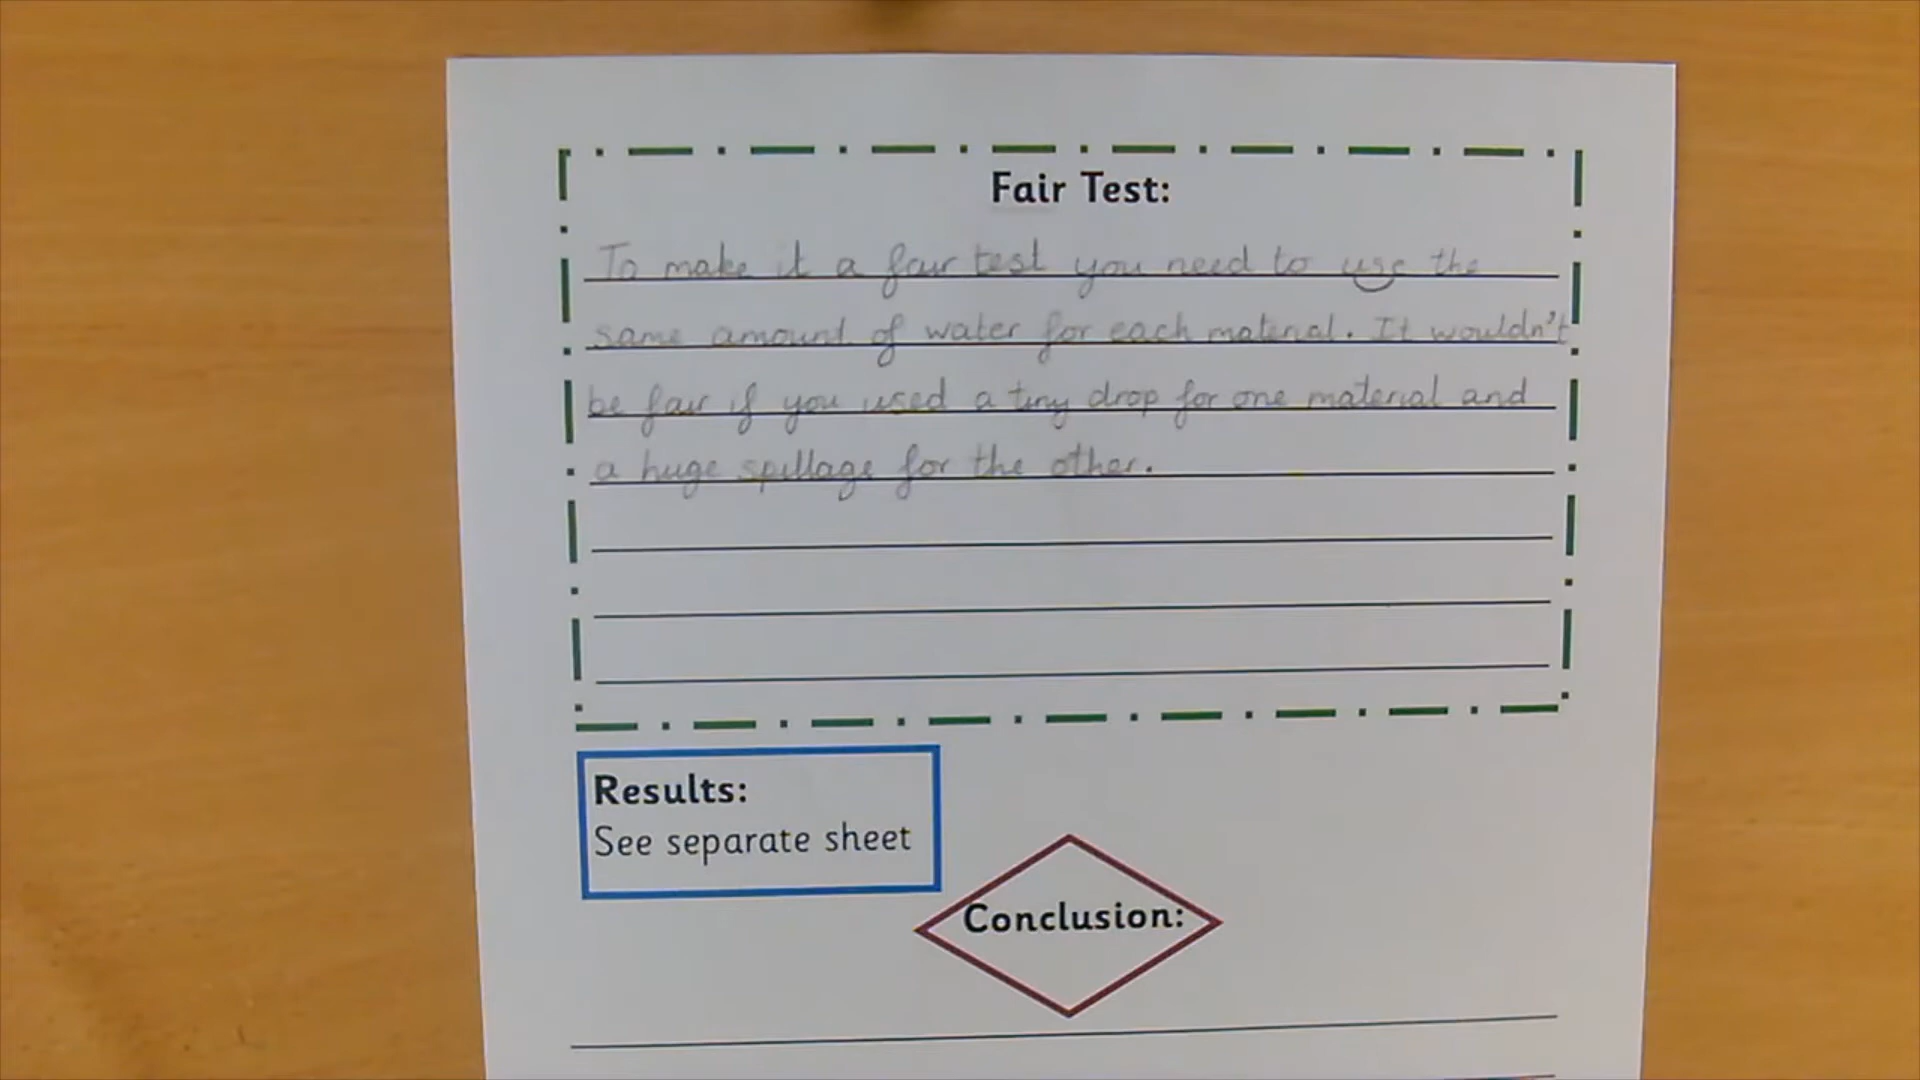 Fair Test:
To make it a fair test you need to use the
same amount of water for each material. It wouldn't
be fair if you used a tiny drop for one material and
a huge spillage for the other.
Results:
See separate sheet
Conclusion: